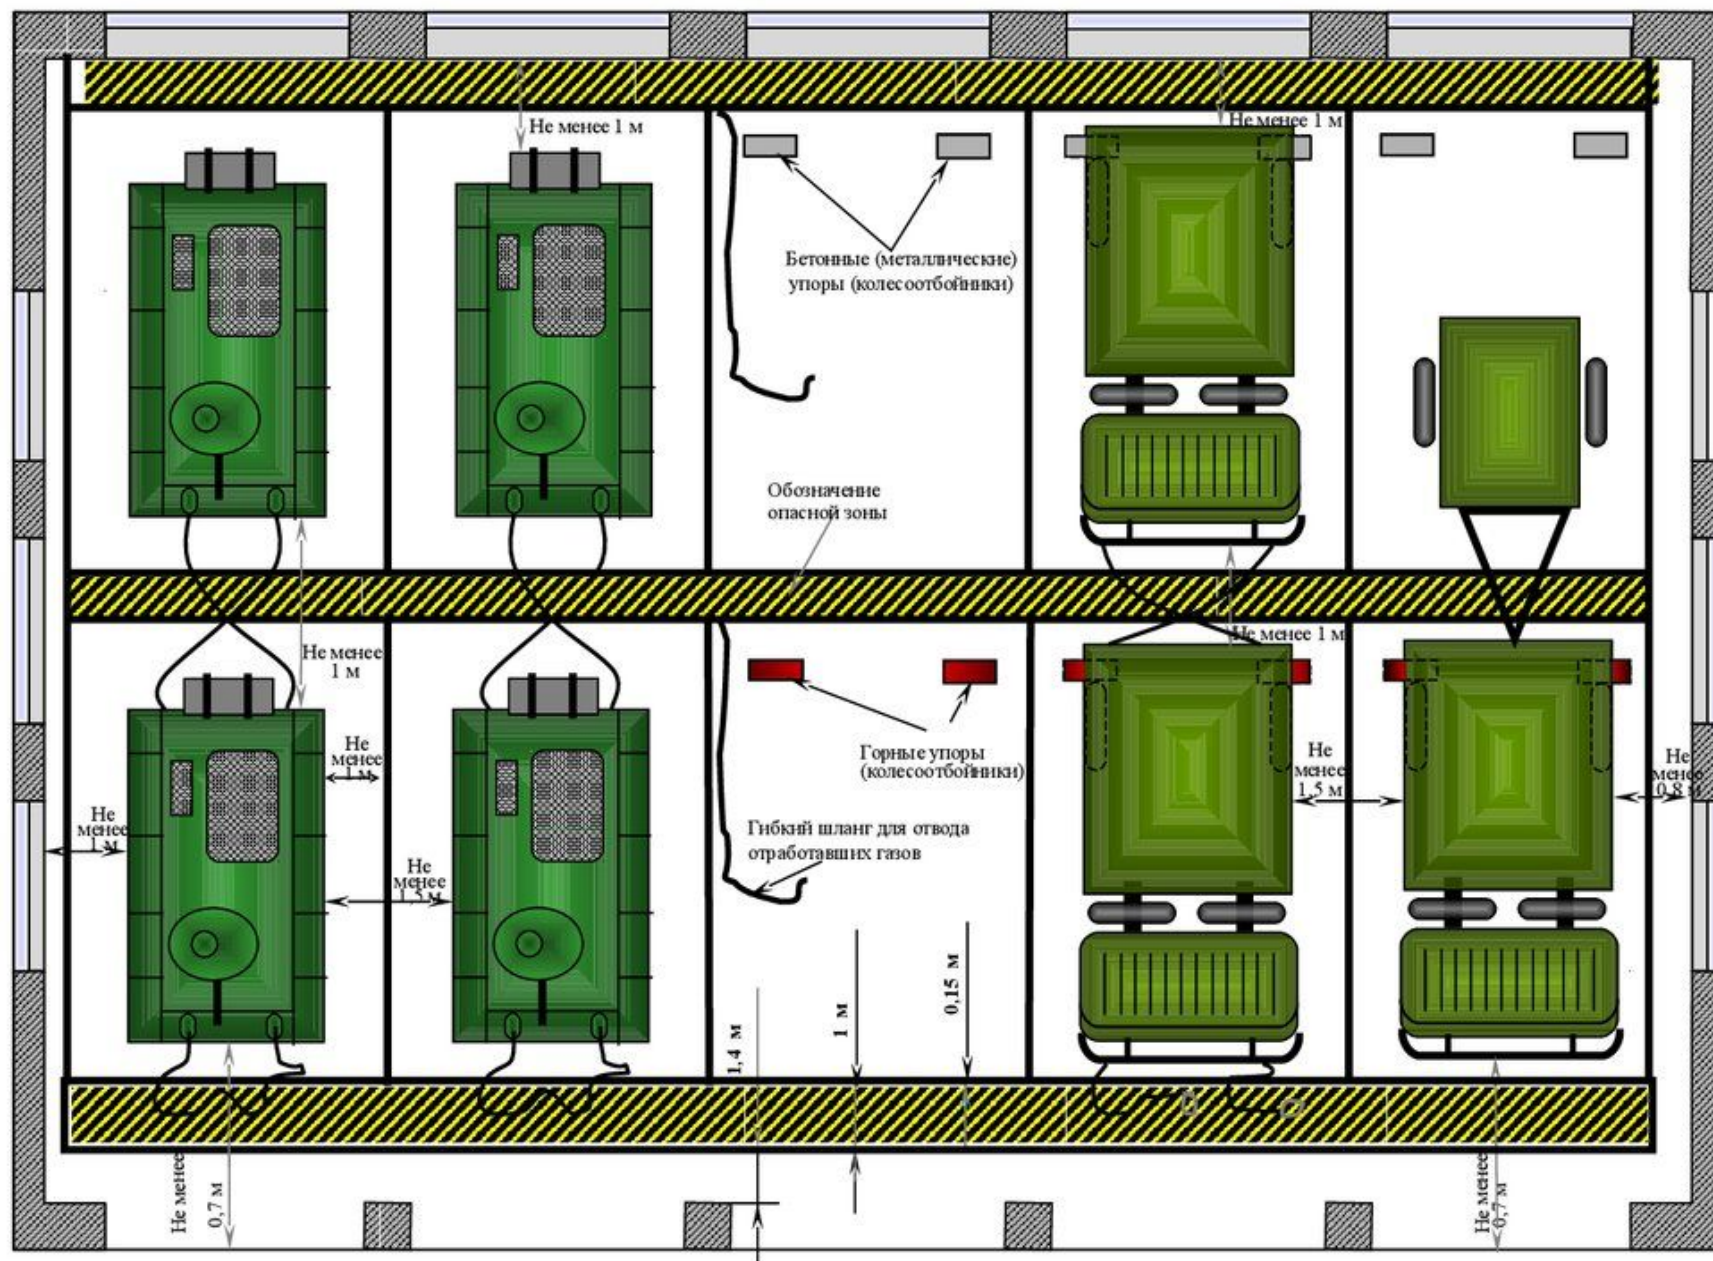 Не менее 1 м
Не менее 1 м
Бетонные (металлические)
упоры (колесоотбойники)
Обозначение
опасной зоны
Не менее 1 м
Не менее
1 м
Не
менее
1 м
Горные упоры
(колесоотбойники)
Не
менее
1,5 м
Не
менее
0,8 м
Не
менее
1 м
Гибкий шланг для отвода
отработавших газов
Не
менее
1,5 м
1,4 м
1 м
0,15 м
Не менее
0,7 м
Не менее
0,7 м